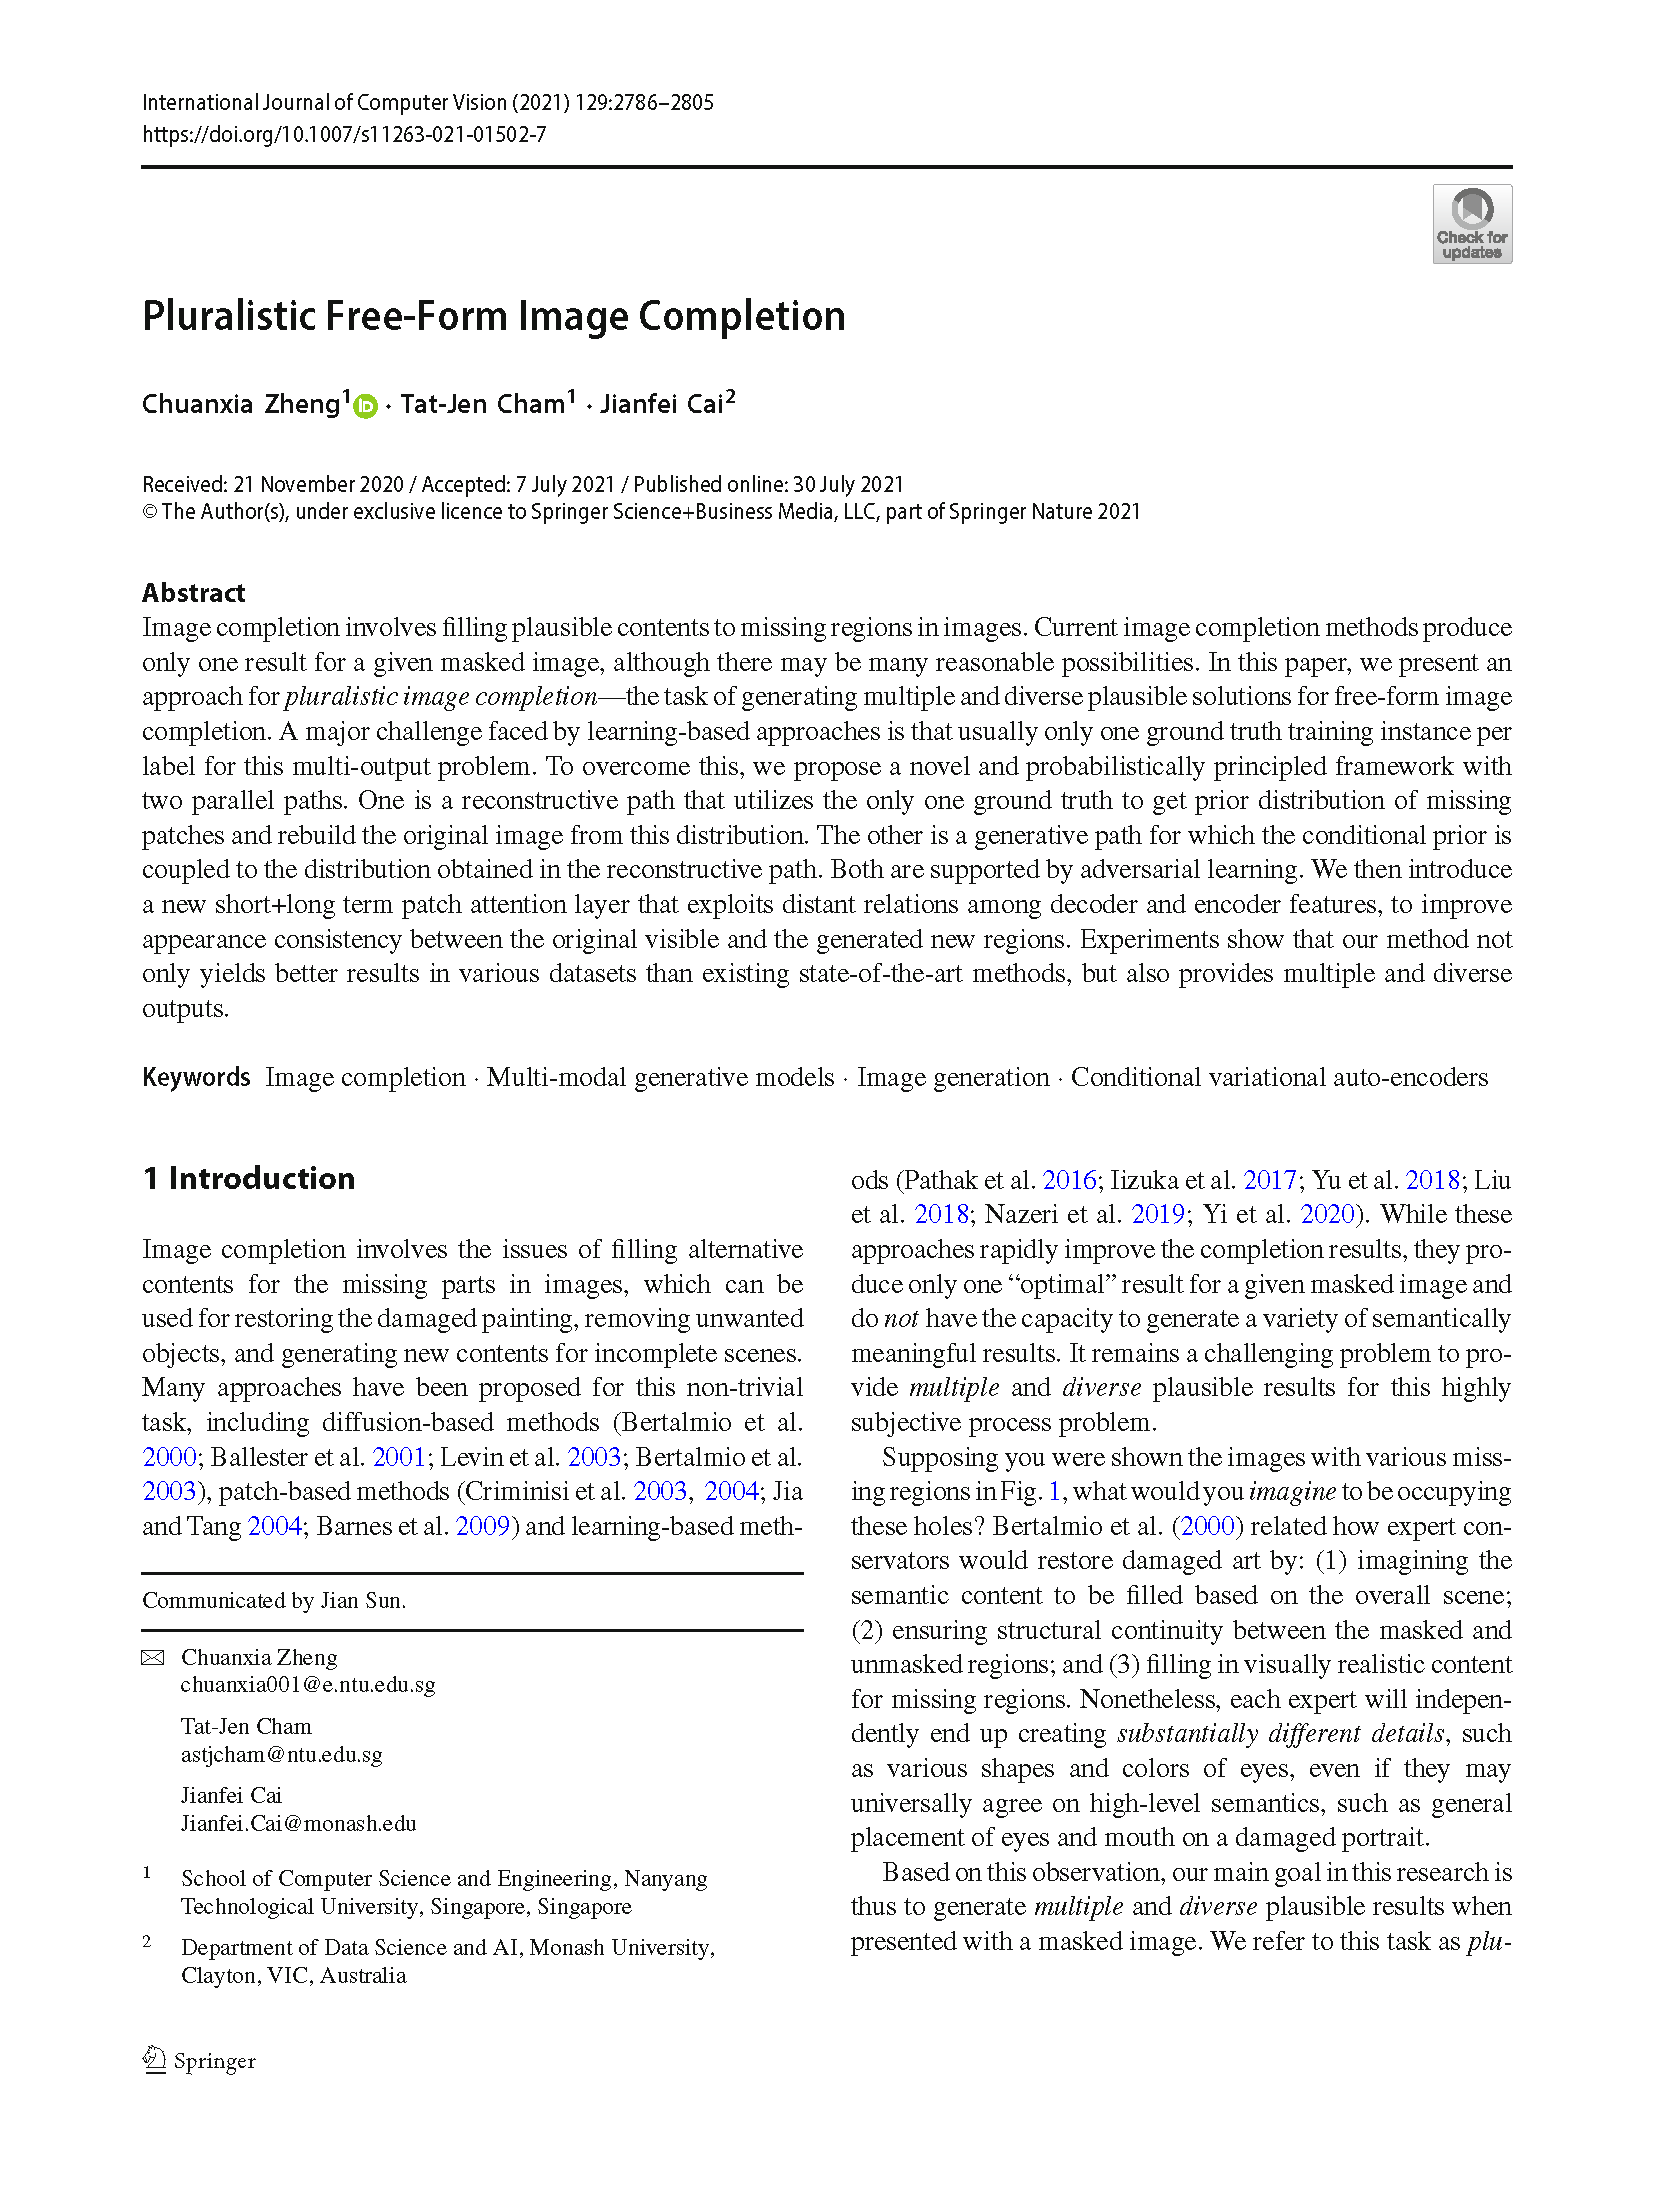 International Journal of Computer Vision (2021) 129:2786–2805
https://doi.org/10.1007/s11263-021-01502-7
Check for
updates
Pluralistic Free-Form Image Completion
Chuanxia Zheng1 iD · Tat-Jen Cham1 · Jianfei Cai2
Received: 21 November 2020 / Accepted: 7 July 2021 / Published online: 30 July 2021
© The Author(s), under exclusive licence to Springer Science+Business Media, LLC, part of Springer Nature 2021
Abstract
Image completion involves filling plausible contents to missing regions in images. Current image completion methods produce
only one result for a given masked image, although there may be many reasonable possibilities. In this paper, we present an
approach for pluralistic image completion—the task of generating multiple and diverse plausible solutions for free-form image
completion. A major challenge faced by learning-based approaches is that usually only one ground truth training instance per
label for this multi-output problem. To overcome this, we propose a novel and probabilistically principled framework with
two parallel paths. One is a reconstructive path that utilizes the only one ground truth to get prior distribution of missing
patches and rebuild the original image from this distribution. The other is a generative path for which the conditional prior is
coupled to the distribution obtained in the reconstructive path. Both are supported by adversarial learning. We then introduce
a new short+long term patch attention layer that exploits distant relations among decoder and encoder features, to improve
appearance consistency between the original visible and the generated new regions. Experiments show that our method not
only yields better results in various datasets than existing state-of-the-art methods, but also provides multiple and diverse
outputs.
Keywords Image completion · Multi-modal generative models · Image generation · Conditional variational auto-encoders
1 Introduction
Image completion involves the issues of filling alternative
contents for the missing parts in images, which can be
used for restoring the damaged painting, removing unwanted
objects, and generating new contents for incomplete scenes.
Many approaches have been proposed for this non-trivial
task, including diffusion-based methods (Bertalmio et al.
2000; Ballester et al. 2001; Levin et al. 2003; Bertalmio et al.
2003), patch-based methods (Criminisi et al. 2003, 2004; Jia
and Tang 2004; Barnes et al. 2009) and learning-based meth-
Communicated by Jian Sun.
Chuanxia Zheng
chuanxia001@e.ntu.edu.sg
Tat-Jen Cham
astjcham@ntu.edu.sg
Jianfei Cai
Jianfei.Cai@monash.edu
1 School of Computer Science and Engineering, Nanyang
Technological University, Singapore, Singapore
2 Department of Data Science and AI, Monash University,
Clayton, VIC, Australia
ods (Pathak et al. 2016; Iizuka et al. 2017; Yu et al. 2018; Liu
et al. 2018; Nazeri et al. 2019; Yi et al. 2020). While these
approaches rapidly improve the completion results, they pro-
duce only one “optimal” result for a given masked image and
do not have the capacity to generate a variety of semantically
meaningful results. It remains a challenging problem to pro-
vide multiple and diverse plausible results for this highly
subjective process problem.
Supposing you were shown the images with various miss-
ing regions in Fig. 1, what would you imagine to be occupying
these holes? Bertalmio et al. (2000) related how expert con-
servators would restore damaged art by: (1) imagining the
semantic content to be filled based on the overall scene;
(2) ensuring structural continuity between the masked and
unmasked regions; and (3) filling in visually realistic content
for missing regions. Nonetheless, each expert will indepen-
dently end up creating substantially different details, such
as various shapes and colors of eyes, even if they may
universally agree on high-level semantics, such as general
placement of eyes and mouth on a damaged portrait.
Based on this observation, our main goal in this research is
thus to generate multiple and diverse plausible results when
presented with a masked image. We refer to this task as plu-
Springer